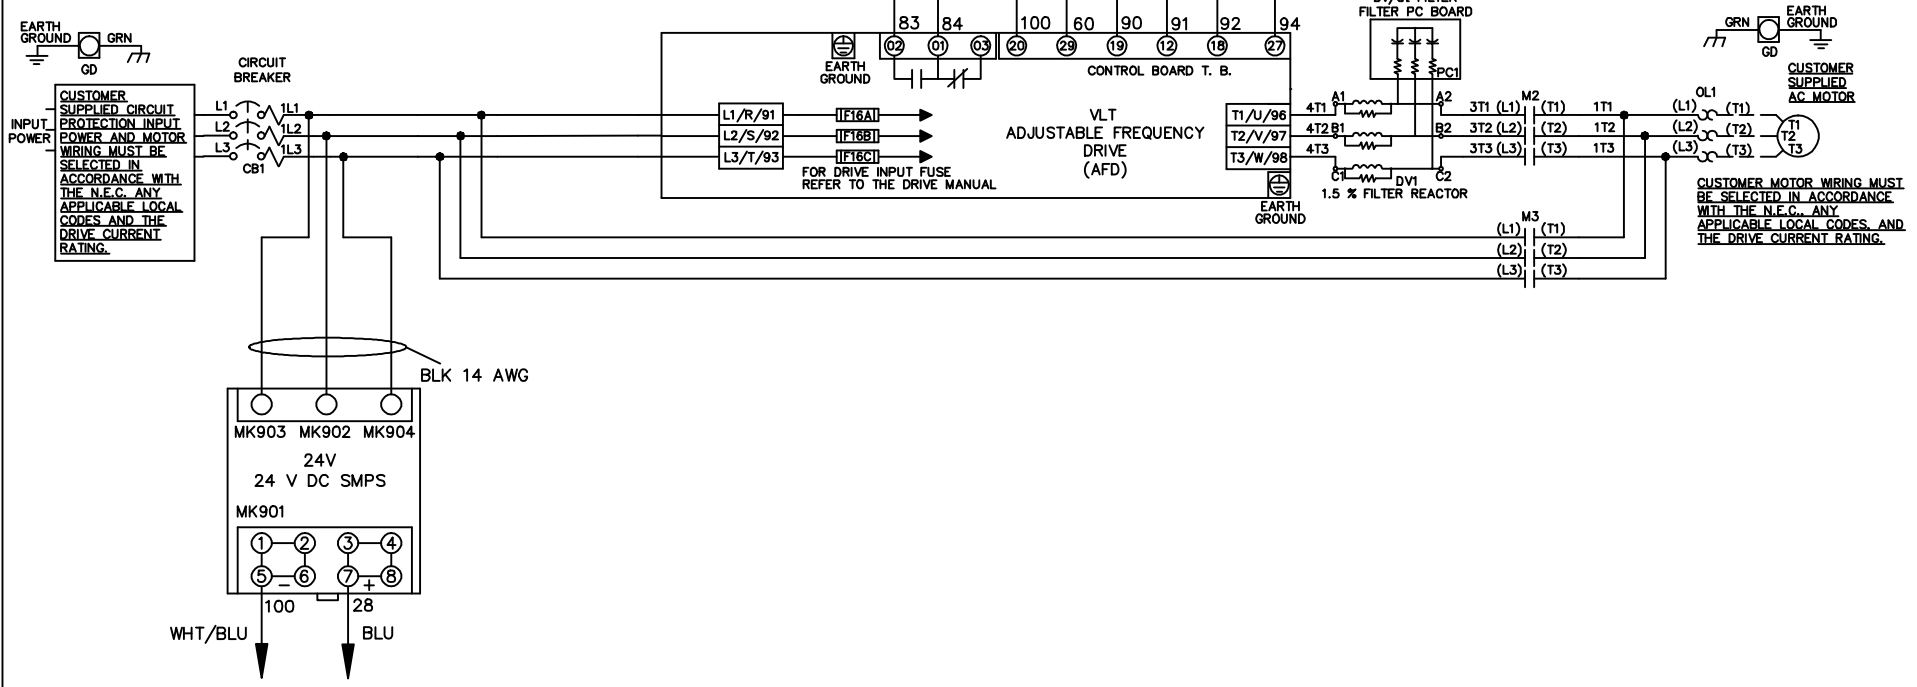 EARTH
GROUND
GRN
GD
CIRCUIT
BREAKER
INPUT
POWER
CUSTOMER
SUPPLIED CIRCUIT
PROTECTION INPUT
POWER AND MOTOR
WIRING MUST BE
SELECTED IN
ACCORDANCE WITH
THE N.E.C. ANY
APPLICABLE LOCAL
CODES AND THE
DRIVE CURRENT
RATING.
L1
L2
L3
1L1
1L2
1L3
CB1
83 84 100 60 90 91 92 94
02 01 03 20 29 19 12 18 27
EARTH
GROUND
CONTROL BOARD T. B.
L1/R/91
L2/S/92
L3/T/93
F16A
F16B
F16C
FOR DRIVE INPUT FUSE
REFER TO THE DRIVE MANUAL
VLT
ADJUSTABLE FREQUENCY
DRIVE
(AFD)
T1/U/96
T2/V/97
T3/W/98
EARTH
GROUND
FILTER PC BOARD
PC1
4T1
4T2
4T3
A1
B1
C1
A2
B2
C2
DV1
1.5 % FILTER REACTOR
M2
3T1 (L1) (T1) 1T1
3T2 (L2) (T2) 1T2
3T3 (L3) (T3) 1T3
M3
(L1) (T1)
(L2) (T2)
(L3) (T3)
OL1
(L1) (T1)
(L2) (T2)
(L3) (T3)
T1
T2
T3
GRN
EARTH
GROUND
GD
CUSTOMER
SUPPLIED
AC MOTOR
CUSTOMER MOTOR WIRING MUST
BE SELECTED IN ACCORDANCE
WITH THE N.E.C., ANY
APPLICABLE LOCAL CODES, AND
THE DRIVE CURRENT RATING.
BLK 14 AWG
MK903 MK902 MK904
24V
24 V DC SMPS
MK901
1 2 3 4
5 6 7 8
− +
100 28
WHT/BLU BLU